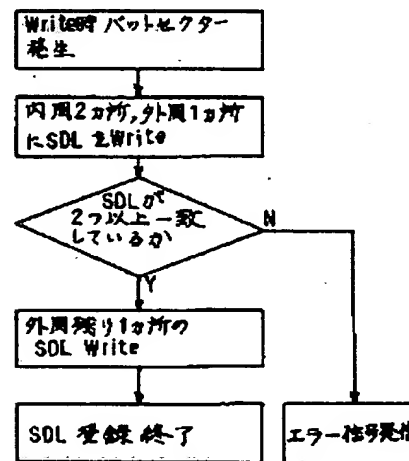 Write時 バットセクター
発生
内周2カ所,外周1カ所
にSDLをWrite
SDLが
2つ以上一致
しているか
N
Y
外周残り1カ所の
SDL Write
SDL 登録 終了
エラー信号発信